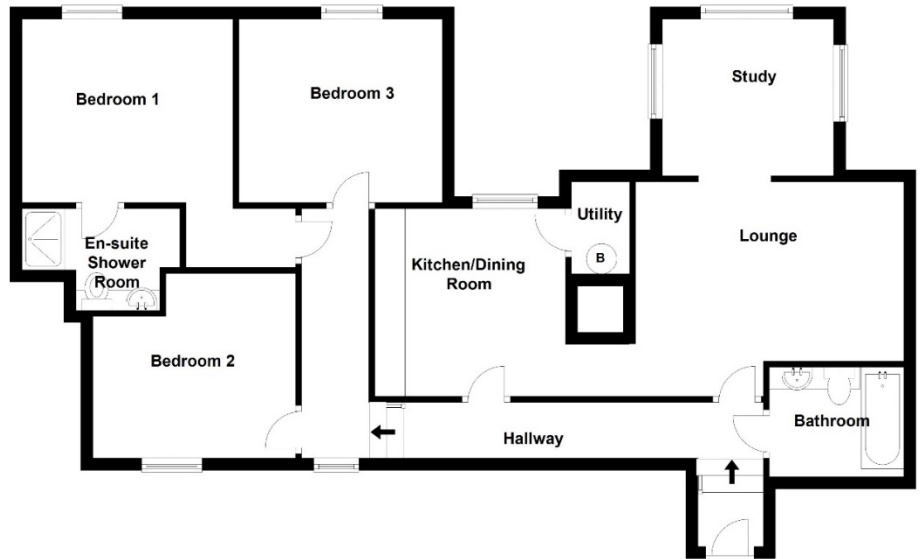 Bedroom 1
Bedroom 3
Study
Utility
B
Lounge
En-suite
Shower
Room
Kitchen/Dining
Room
Bedroom 2
Hallway
Bathroom